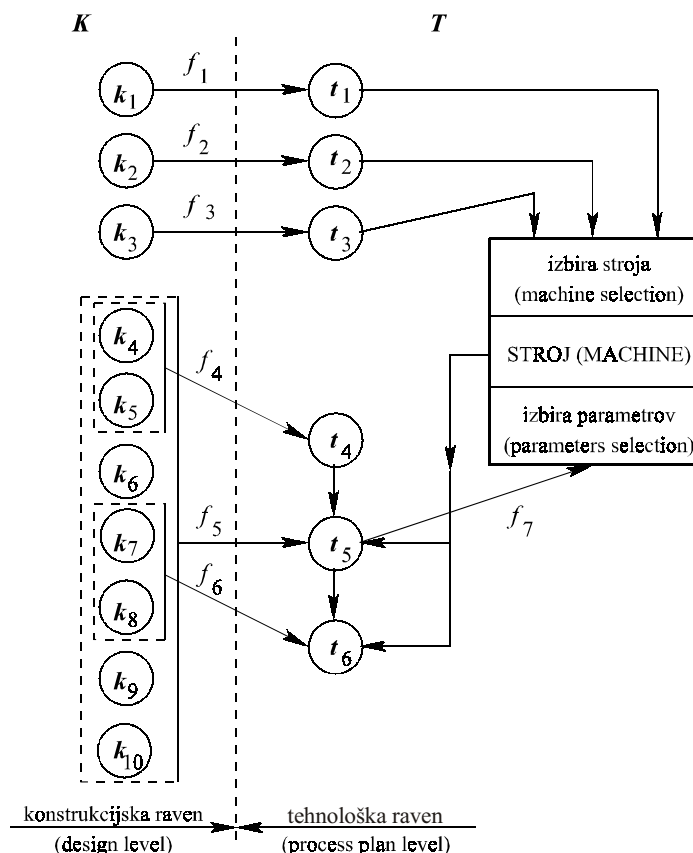 K T
k1 f1 t1
k2 f2 t2
k3 f3 t3
izbira stroja
(machine selection)
STROJ (MACHINE)
izbira parametrov
(parameters selection)
k4 f4
k5
t4
k6
k7 f5 t5 f7
k8 f6
t6
k9
k10
konstrukcijska raven tehnološka raven
(design level) (process plan level)